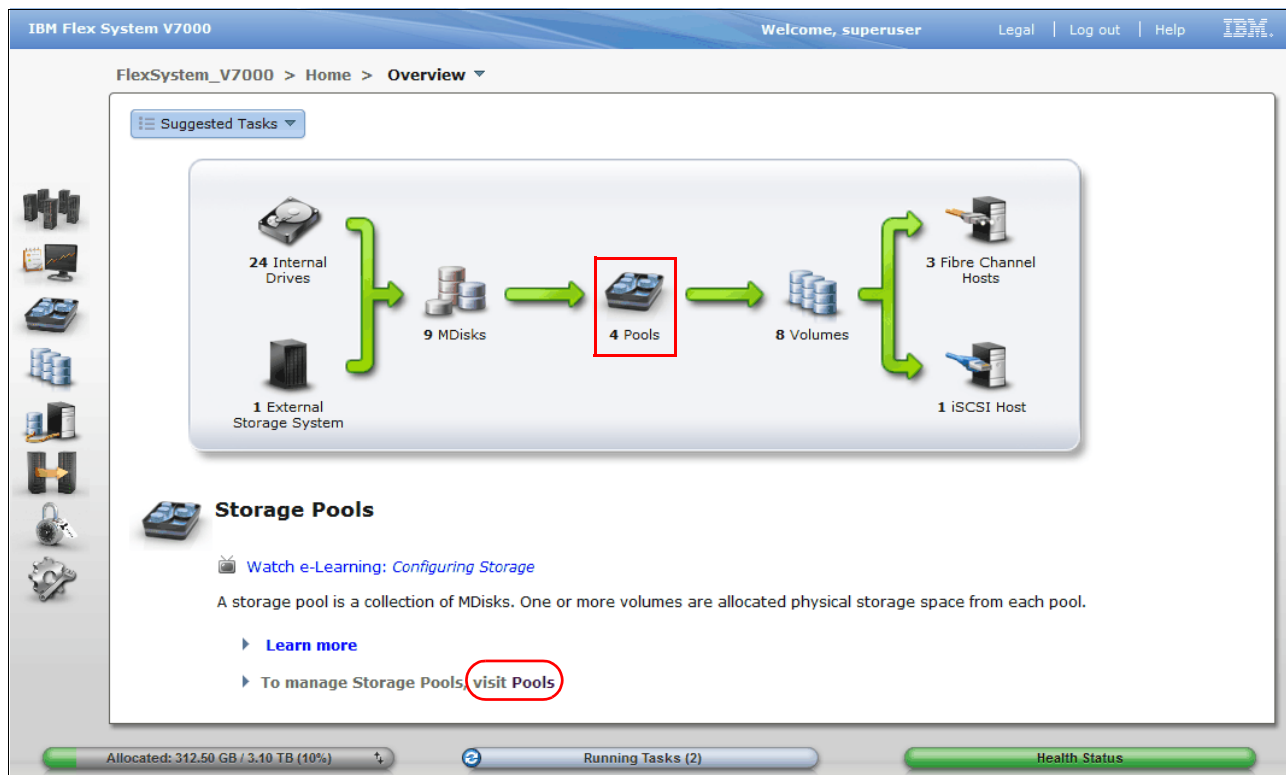 IBM Flex System V7000
Welcome, superuser
Legal | Log out | Help
IBM.
FlexSystem_V7000 > Home > Overview
Suggested Tasks
24 Internal
Drives
1 External
Storage System
9 MDisks
4 Pools
8 Volumes
3 Fibre Channel
Hosts
1 iSCSI Host
Storage Pools
Watch e-Learning: Configuring Storage
A storage pool is a collection of MDisks. One or more volumes are allocated physical storage space from each pool.
Learn more
To manage Storage Pools, visit Pools
Allocated: 312.50 GB / 3.10 TB (10%)
Running Tasks (2)
Health Status